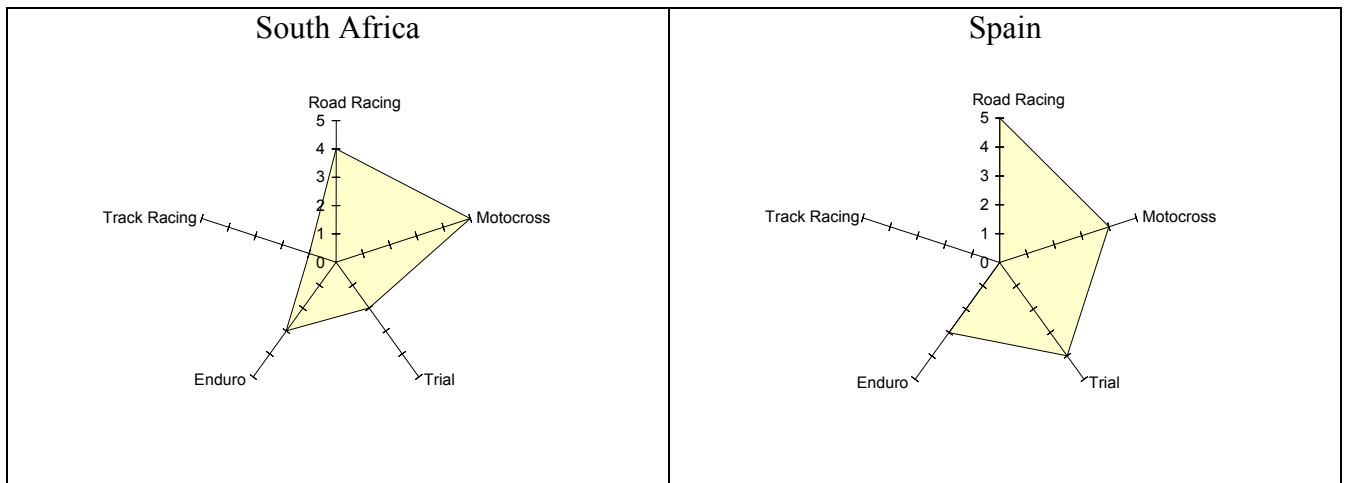 South Africa
Road Racing
5
4
3
2
1
0
Track Racing
Motocross
Enduro
Trial
Spain
Road Racing
5
4
3
2
1
0
Track Racing
Motocross
Enduro
Trial